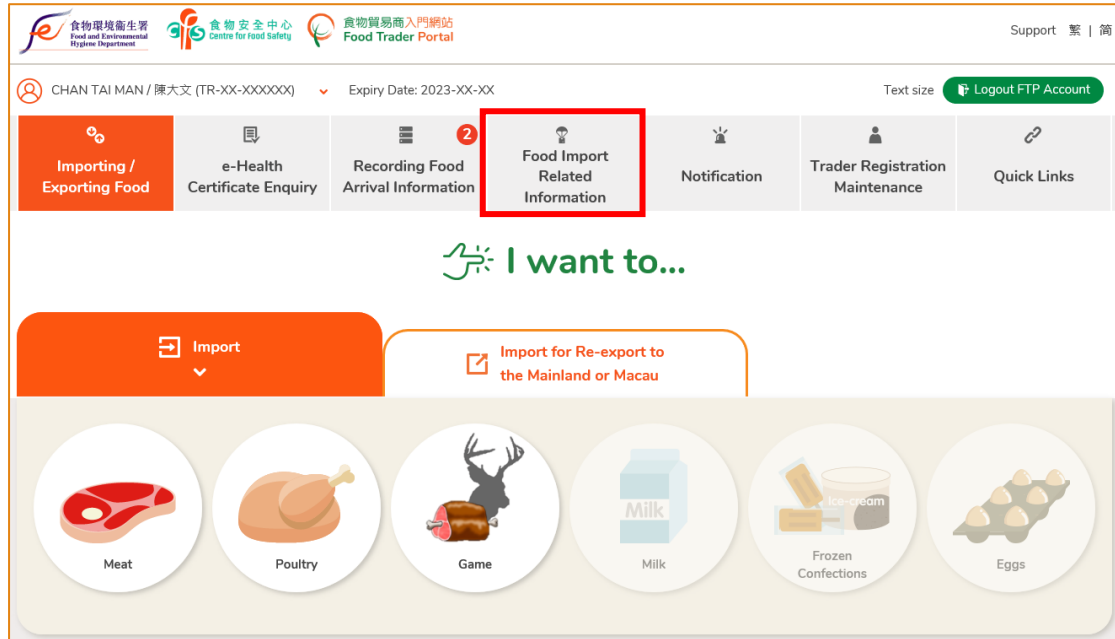 食物環境衞生署
Food and Environmental
Hygiene Department
食物安全中心
Centre for Food Safety
食物貿易商入門網站
Food Trader Portal
Support 繁 | 简
CHAN TAI MAN / 陳大文 (TR-XX-XXXXXX)
Expiry Date: 2023-XX-XX
Text size
Logout FTP Account
Importing /
Exporting Food
e-Health
Certificate Enquiry
2
Recording Food
Arrival Information
Food Import
Related
Information
Notification
Trader Registration
Maintenance
Quick Links
I want to...
Import
Import for Re-export to
the Mainland or Macau
Meat
Poultry
Game
Milk
Milk
Ice-cream
Frozen
Confections
Eggs